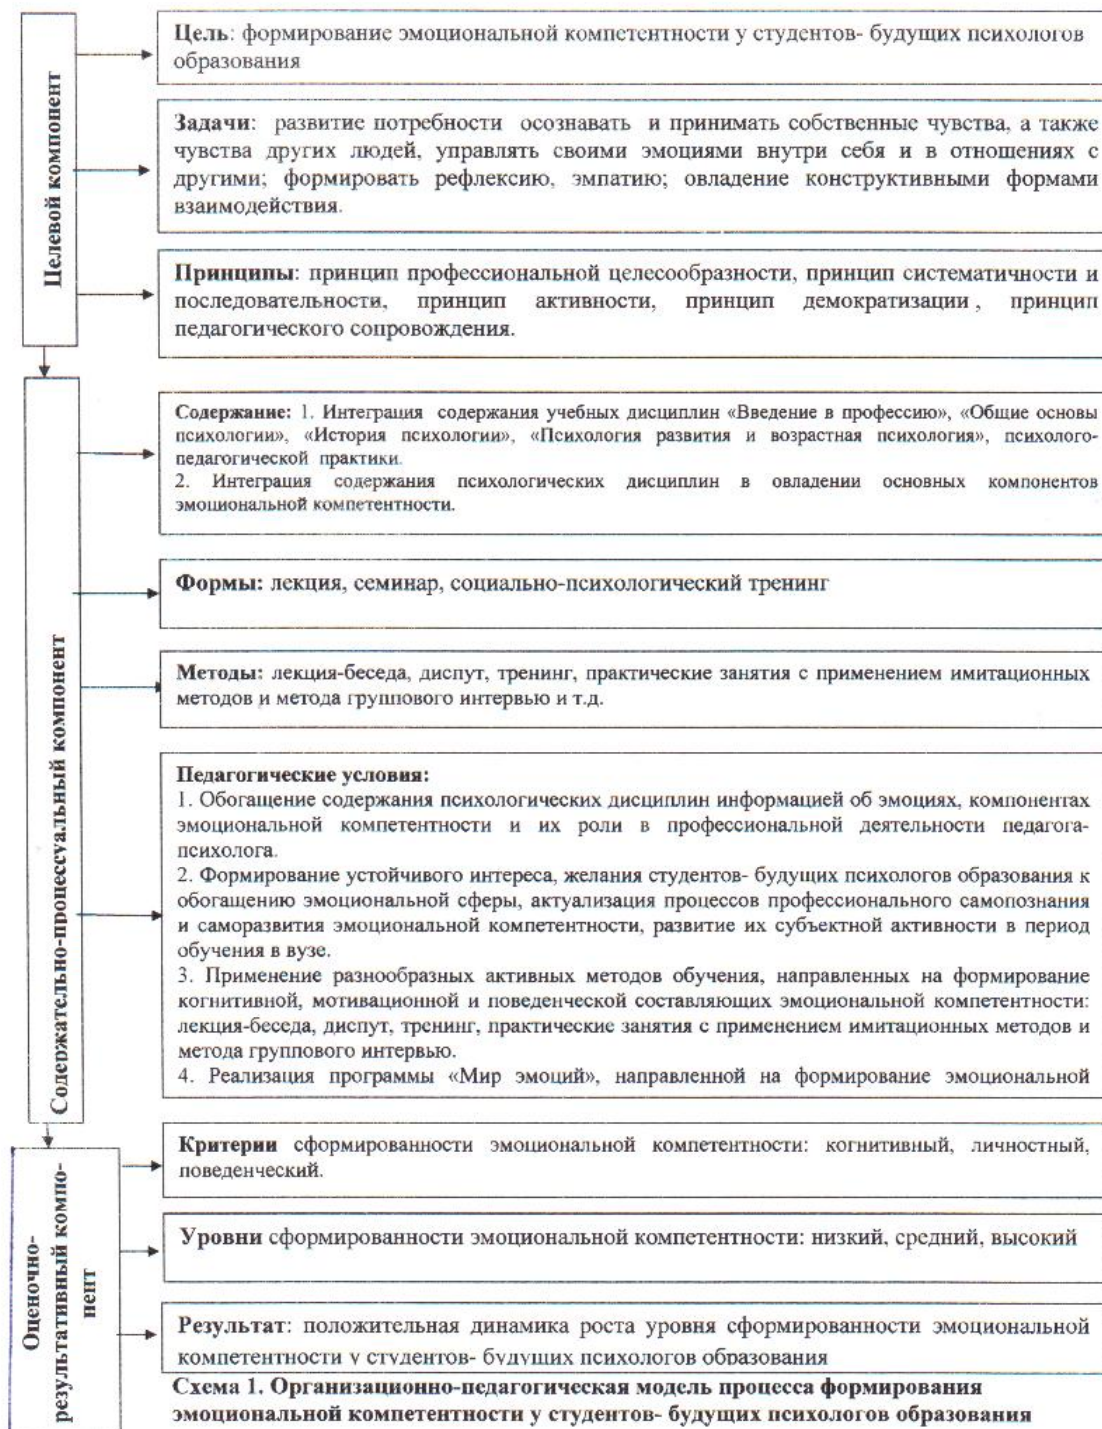 Целевой компонент
Цель: формирование эмоциональной компетентности у студентов- будущих психологов
образования
Задачи: развитие потребности осознавать и принимать собственные чувства, а также
чувства других людей, управлять своими эмоциями внутри себя и в отношениях с
другими; формировать рефлексию, эмпатию; овладение конструктивными формами
взаимодействия.
Принципы: принцип профессиональной целесообразности, принцип систематичности и
последовательности, принцип активности, принцип демократизации, принцип
педагогического сопровождения.
Содержательно-процессуальный компонент
Содержание: 1. Интеграция содержания учебных дисциплин «Введение в профессию», «Общие основы
психологии», «История психологии», «Психология развития и возрастная психология», психолого-
педагогической практики.
2. Интеграция содержания психологических дисциплин в овладении основных компонентов
эмоциональной компетентности.
Формы: лекция, семинар, социально-психологический тренинг
Методы: лекция-беседа, диспут, тренинг, практические занятия с применением имитационных
методов и метода группового интервью и т.д.
Педагогические условия:
1. Обогащение содержания психологических дисциплин информацией об эмоциях, компонентах
эмоциональной компетентности и их роли в профессиональной деятельности педагога-
психолога.
2. Формирование устойчивого интереса, желания студентов- будущих психологов образования к
обогащению эмоциональной сферы, актуализация процессов профессионального самопознания
и саморазвития эмоциональной компетентности, развитие их субъектной активности в период
обучения в вузе.
3. Применение разнообразных активных методов обучения, направленных на формирование
когнитивной, мотивационной и поведенческой составляющих эмоциональной компетентности:
лекция-беседа, диспут, тренинг, практические занятия с применением имитационных методов и
метода группового интервью.
4. Реализация программы «Мир эмоций», направленной на формирование эмоциональной
Оценочно-
результативный компо-
нент
Критерии сформированности эмоциональной компетентности: когнитивный, личностный,
поведенческий.
Уровни сформированности эмоциональной компетентности: низкий, средний, высокий
Результат: положительная динамика роста уровня сформированности эмоциональной
компетентности у студентов- будущих психологов образования
Схема 1. Организационно-педагогическая модель процесса формирования
эмоциональной компетентности у студентов- будущих психологов образования